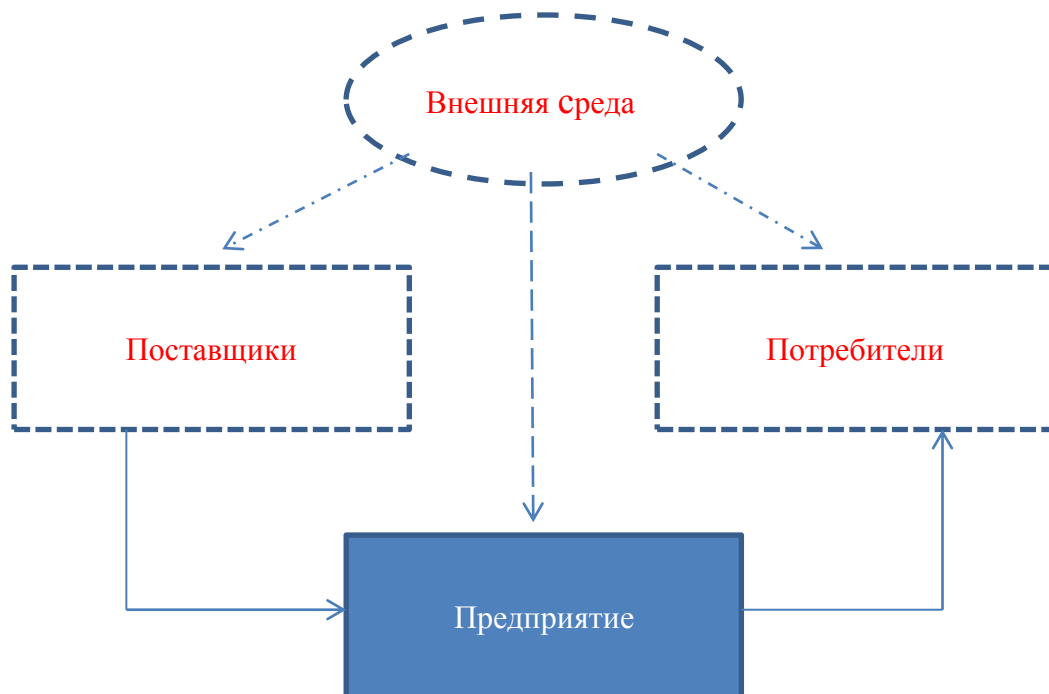 Внешняя среда
Поставщики
Потребители
Предприятие